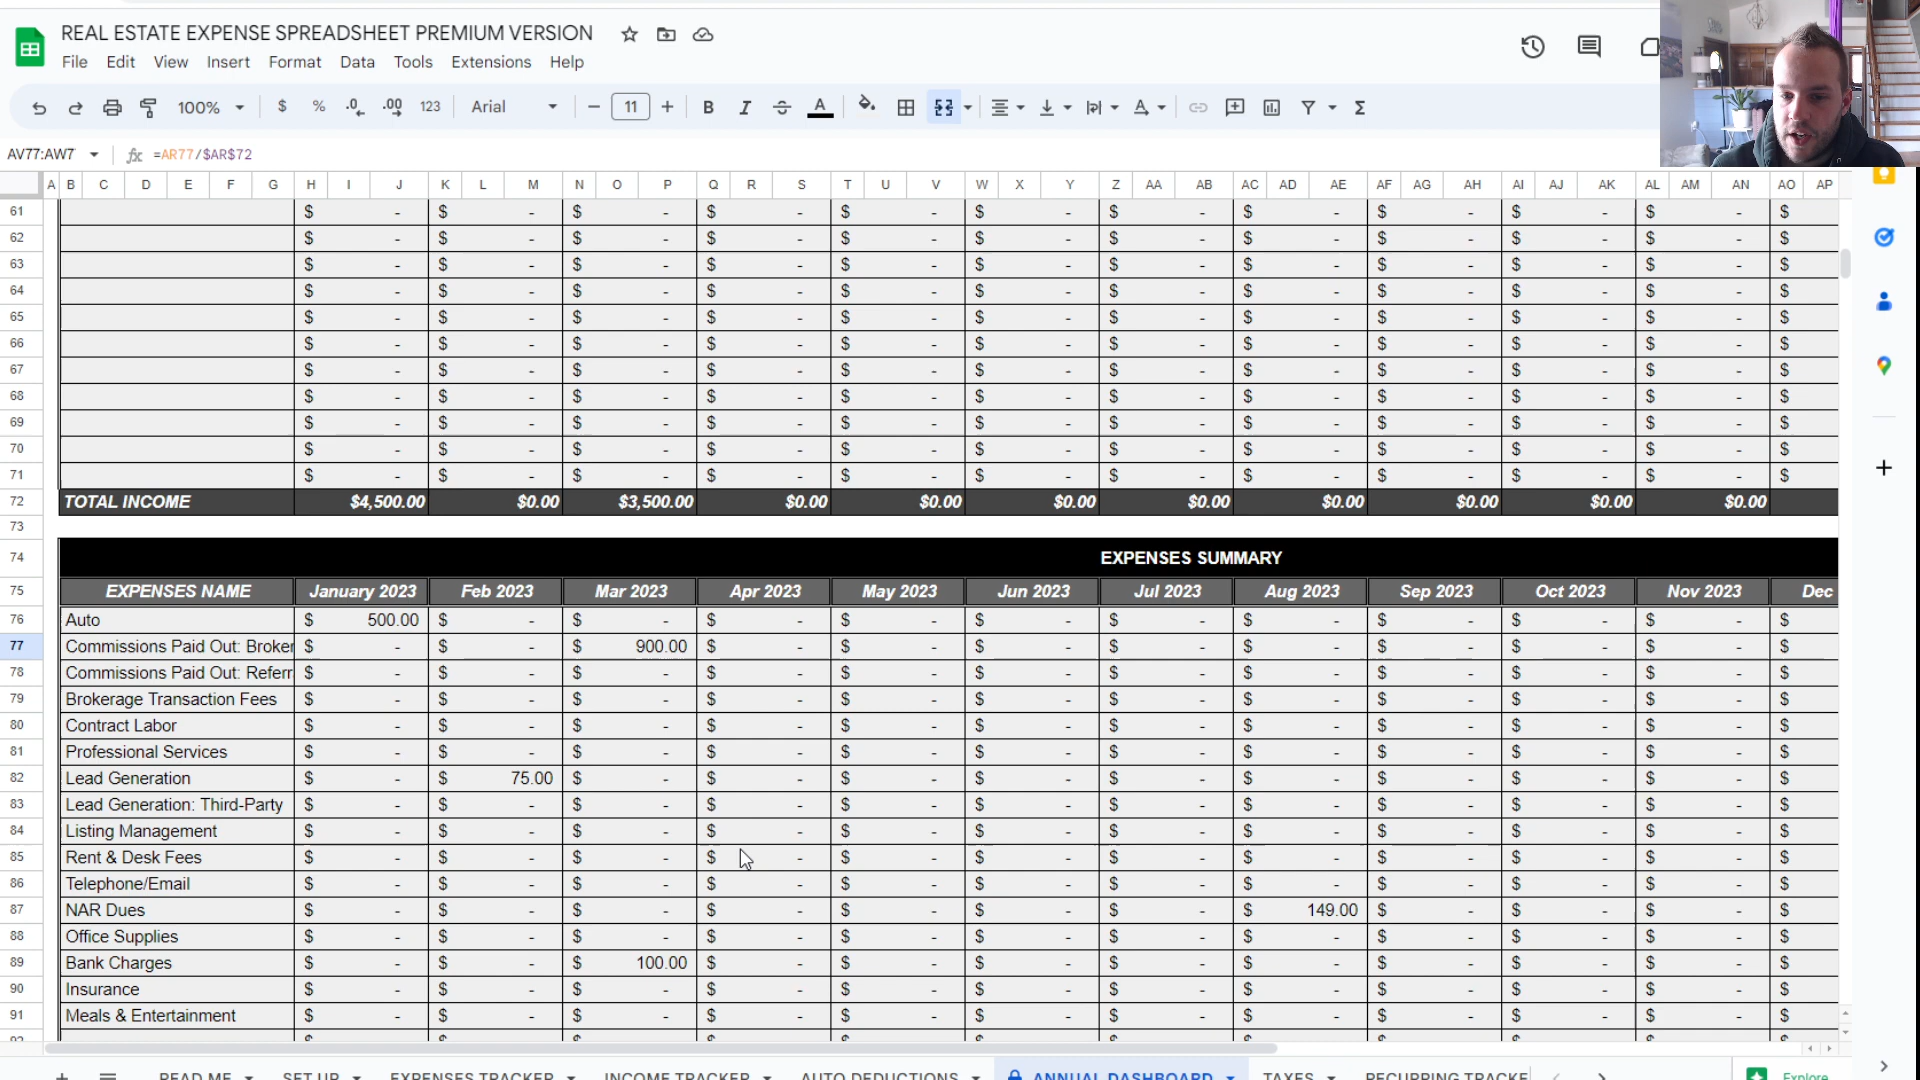 REAL ESTATE EXPENSE SPREADSHEET PREMIUM VERSION
File Edit View Insert Format Data Tools Extensions Help
100% $ % .0 .00 123 Arial 11 B I A Σ
AV77:AW7 fx =AR77/$AR$72
A B C D E F G H I J K L M N O P Q R S T U V W X Y Z AA AB AC AD AE AF AG AH AI AJ AK AL AM AN AO AP
61 $ - $ - $ - $ - $ - $ - $ - $ - $ - $ - $ - $
62 $ - $ - $ - $ - $ - $ - $ - $ - $ - $ - $ - $
63 $ - $ - $ - $ - $ - $ - $ - $ - $ - $ - $ - $
64 $ - $ - $ - $ - $ - $ - $ - $ - $ - $ - $ - $
65 $ - $ - $ - $ - $ - $ - $ - $ - $ - $ - $ - $
66 $ - $ - $ - $ - $ - $ - $ - $ - $ - $ - $ - $
67 $ - $ - $ - $ - $ - $ - $ - $ - $ - $ - $ - $
68 $ - $ - $ - $ - $ - $ - $ - $ - $ - $ - $ - $
69 $ - $ - $ - $ - $ - $ - $ - $ - $ - $ - $ - $
70 $ - $ - $ - $ - $ - $ - $ - $ - $ - $ - $ - $
71 $ - $ - $ - $ - $ - $ - $ - $ - $ - $ - $ - $
72 TOTAL INCOME $4,500.00 $0.00 $3,500.00 $0.00 $0.00 $0.00 $0.00 $0.00 $0.00 $0.00 $0.00
73
74 EXPENSES SUMMARY
75 EXPENSES NAME January 2023 Feb 2023 Mar 2023 Apr 2023 May 2023 Jun 2023 Jul 2023 Aug 2023 Sep 2023 Oct 2023 Nov 2023 Dec
76 Auto $ 500.00 $ - $ - $ - $ - $ - $ - $ - $ - $ - $ - $
77 Commissions Paid Out: Broker $ - $ - $ 900.00 $ - $ - $ - $ - $ - $ - $ - $ - $
78 Commissions Paid Out: Referr $ - $ - $ - $ - $ - $ - $ - $ - $ - $ - $ - $
79 Brokerage Transaction Fees $ - $ - $ - $ - $ - $ - $ - $ - $ - $ - $ - $
80 Contract Labor $ - $ - $ - $ - $ - $ - $ - $ - $ - $ - $ - $
81 Professional Services $ - $ - $ - $ - $ - $ - $ - $ - $ - $ - $ - $
82 Lead Generation $ - $ 75.00 $ - $ - $ - $ - $ - $ - $ - $ - $ - $
83 Lead Generation: Third-Party $ - $ - $ - $ - $ - $ - $ - $ - $ - $ - $ - $
84 Listing Management $ - $ - $ - $ - $ - $ - $ - $ - $ - $ - $ - $
85 Rent & Desk Fees $ - $ - $ - $ - $ - $ - $ - $ - $ - $ - $ - $
86 Telephone/Email $ - $ - $ - $ - $ - $ - $ - $ - $ - $ - $ - $
87 NAR Dues $ - $ - $ - $ - $ - $ - $ - $ 149.00 $ - $ - $ - $
88 Office Supplies $ - $ - $ - $ - $ - $ - $ - $ - $ - $ - $ - $
89 Bank Charges $ - $ - $ 100.00 $ - $ - $ - $ - $ - $ - $ - $ - $
90 Insurance $ - $ - $ - $ - $ - $ - $ - $ - $ - $ - $ - $
91 Meals & Entertainment $ - $ - $ - $ - $ - $ - $ - $ - $ - $ - $ - $
READ ME SET UP EXPENSES TRACKER INCOME TRACKER AUTO DEDUCTIONS ANNUAL DASHBOARD TAXES RECURRING TRACKE Explore